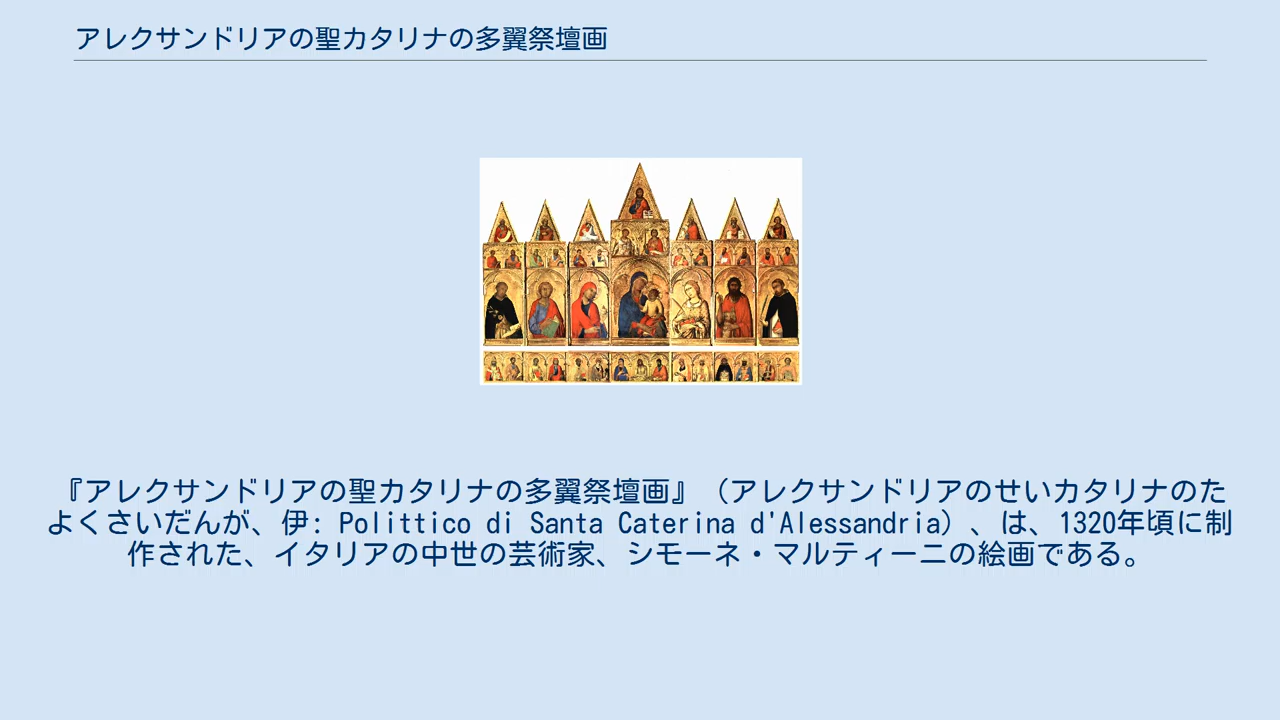 アレクサンドリアの聖カタリナの多翼祭壇画
『アレクサンドリアの聖カタリナの多翼祭壇画』（アレクサンドリアのせいカタリナのた
よくさいだんが、伊: Polittico di Santa Caterina d'Alessandria）、は、1320年頃に制
作された、イタリアの中世の芸術家、シモーネ・マルティーニの絵画である。